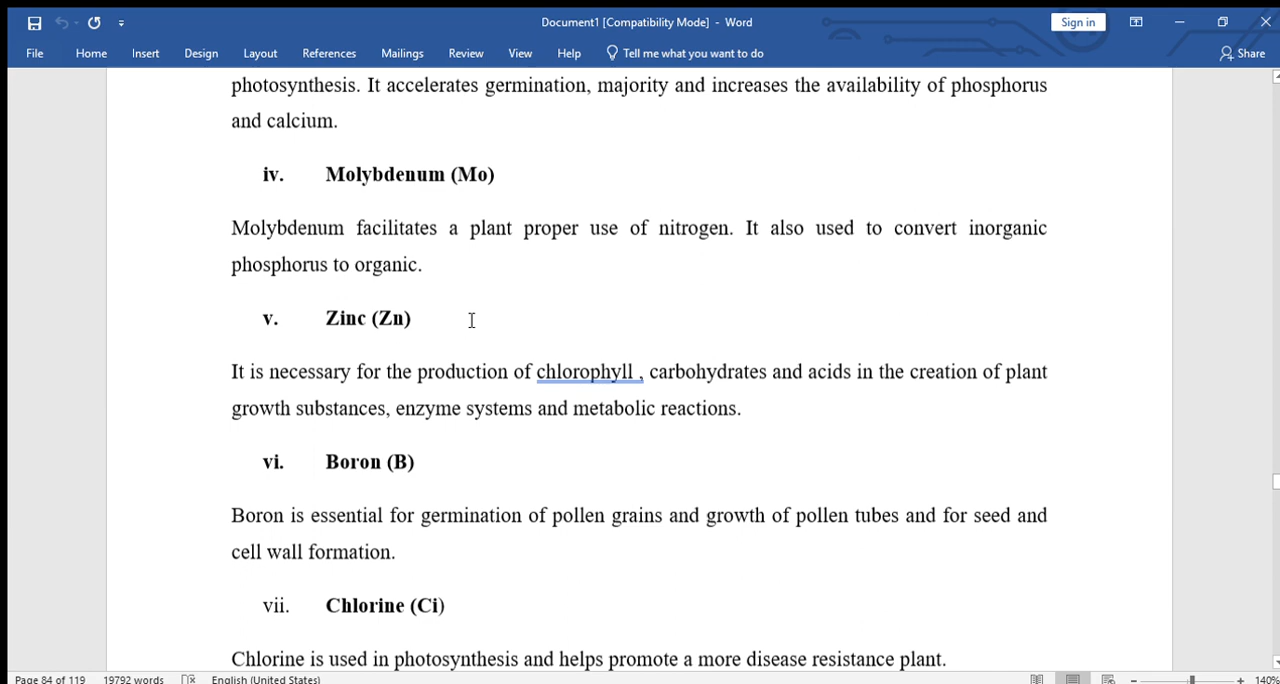 Document1 [Compatibility Mode] - Word
Sign in
File Home Insert Design Layout References Mailings Review View Help Tell me what you want to do Share
photosynthesis. It accelerates germination, majority and increases the availability of phosphorus
and calcium.
iv. Molybdenum (Mo)
Molybdenum facilitates a plant proper use of nitrogen. It also used to convert inorganic
phosphorus to organic.
v. Zinc (Zn)
It is necessary for the production of chlorophyll , carbohydrates and acids in the creation of plant
growth substances, enzyme systems and metabolic reactions.
vi. Boron (B)
Boron is essential for germination of pollen grains and growth of pollen tubes and for seed and
cell wall formation.
vii. Chlorine (Ci)
Chlorine is used in photosynthesis and helps promote a more disease resistance plant.
Page 84 of 119 19792 words English (United States) 140%